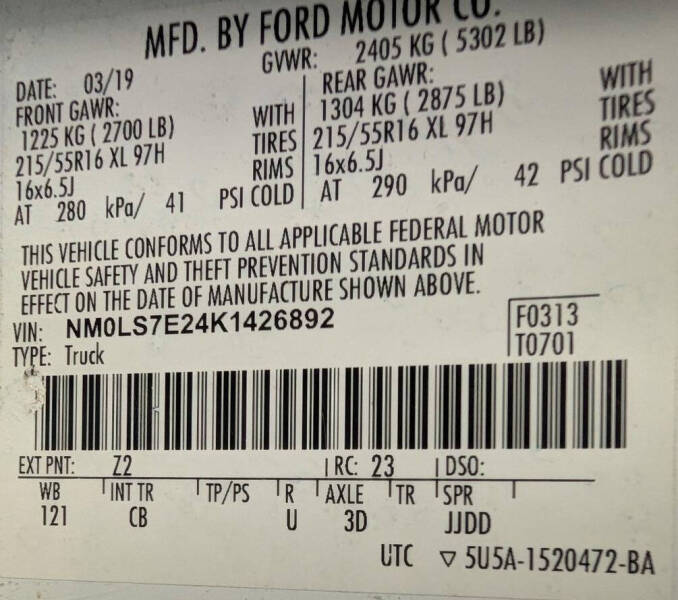 MFD. BY FORD MOTOR CO.
DATE: 03/19 GVWR: 2405 KG ( 5302 LB)
FRONT GAWR: REAR GAWR:
1225 KG ( 2700 LB) WITH 1304 KG ( 2875 LB) WITH
215/55R16 XL 97H TIRES 215/55R16 XL 97H TIRES
16x6.5J RIMS 16x6.5J RIMS
AT 280 kPa/ 41 PSI COLD AT 290 kPa/ 42 PSI COLD
THIS VEHICLE CONFORMS TO ALL APPLICABLE FEDERAL MOTOR
VEHICLE SAFETY AND THEFT PREVENTION STANDARDS IN
EFFECT ON THE DATE OF MANUFACTURE SHOWN ABOVE.
VIN: NM0LS7E24K1426892 F0313
TYPE: Truck T0701
EXT PNT: Z2 RC: 23 DSO:
WB INT TR TP/PS R AXLE TR SPR
121 CB U 3D JJDD
UTC ▽ 5U5A-1520472-BA